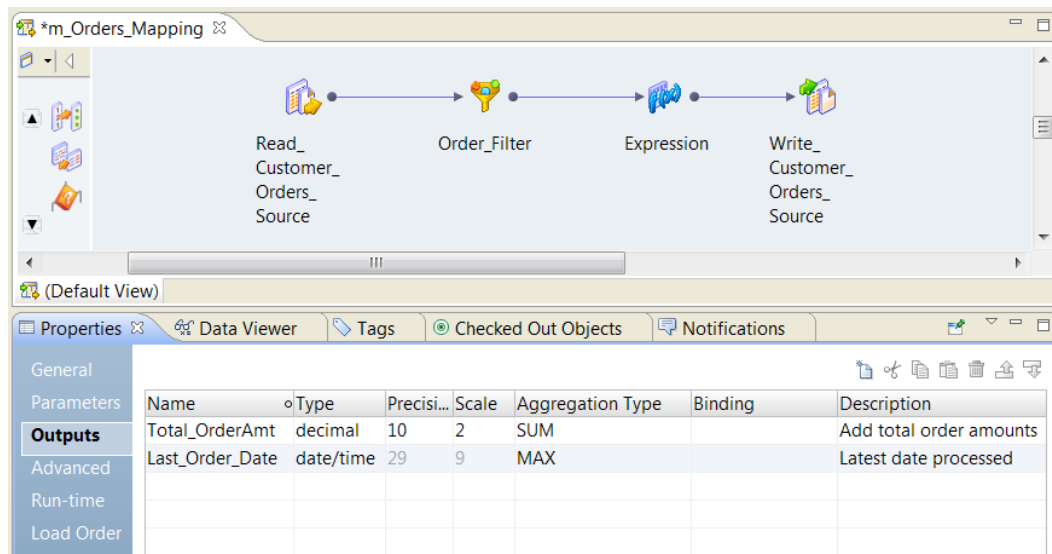 *m_Orders_Mapping
Read_ Order_Filter Expression Write_
Customer_ Customer_
Orders_ Orders_
Source Source
(Default View)
Properties Data Viewer Tags Checked Out Objects Notifications
General
Parameters
Outputs
Advanced
Run-time
Load Order
Name Type Precisi... Scale Aggregation Type Binding Description
Total_OrderAmt decimal 10 2 SUM Add total order amounts
Last_Order_Date date/time 29 9 MAX Latest date processed